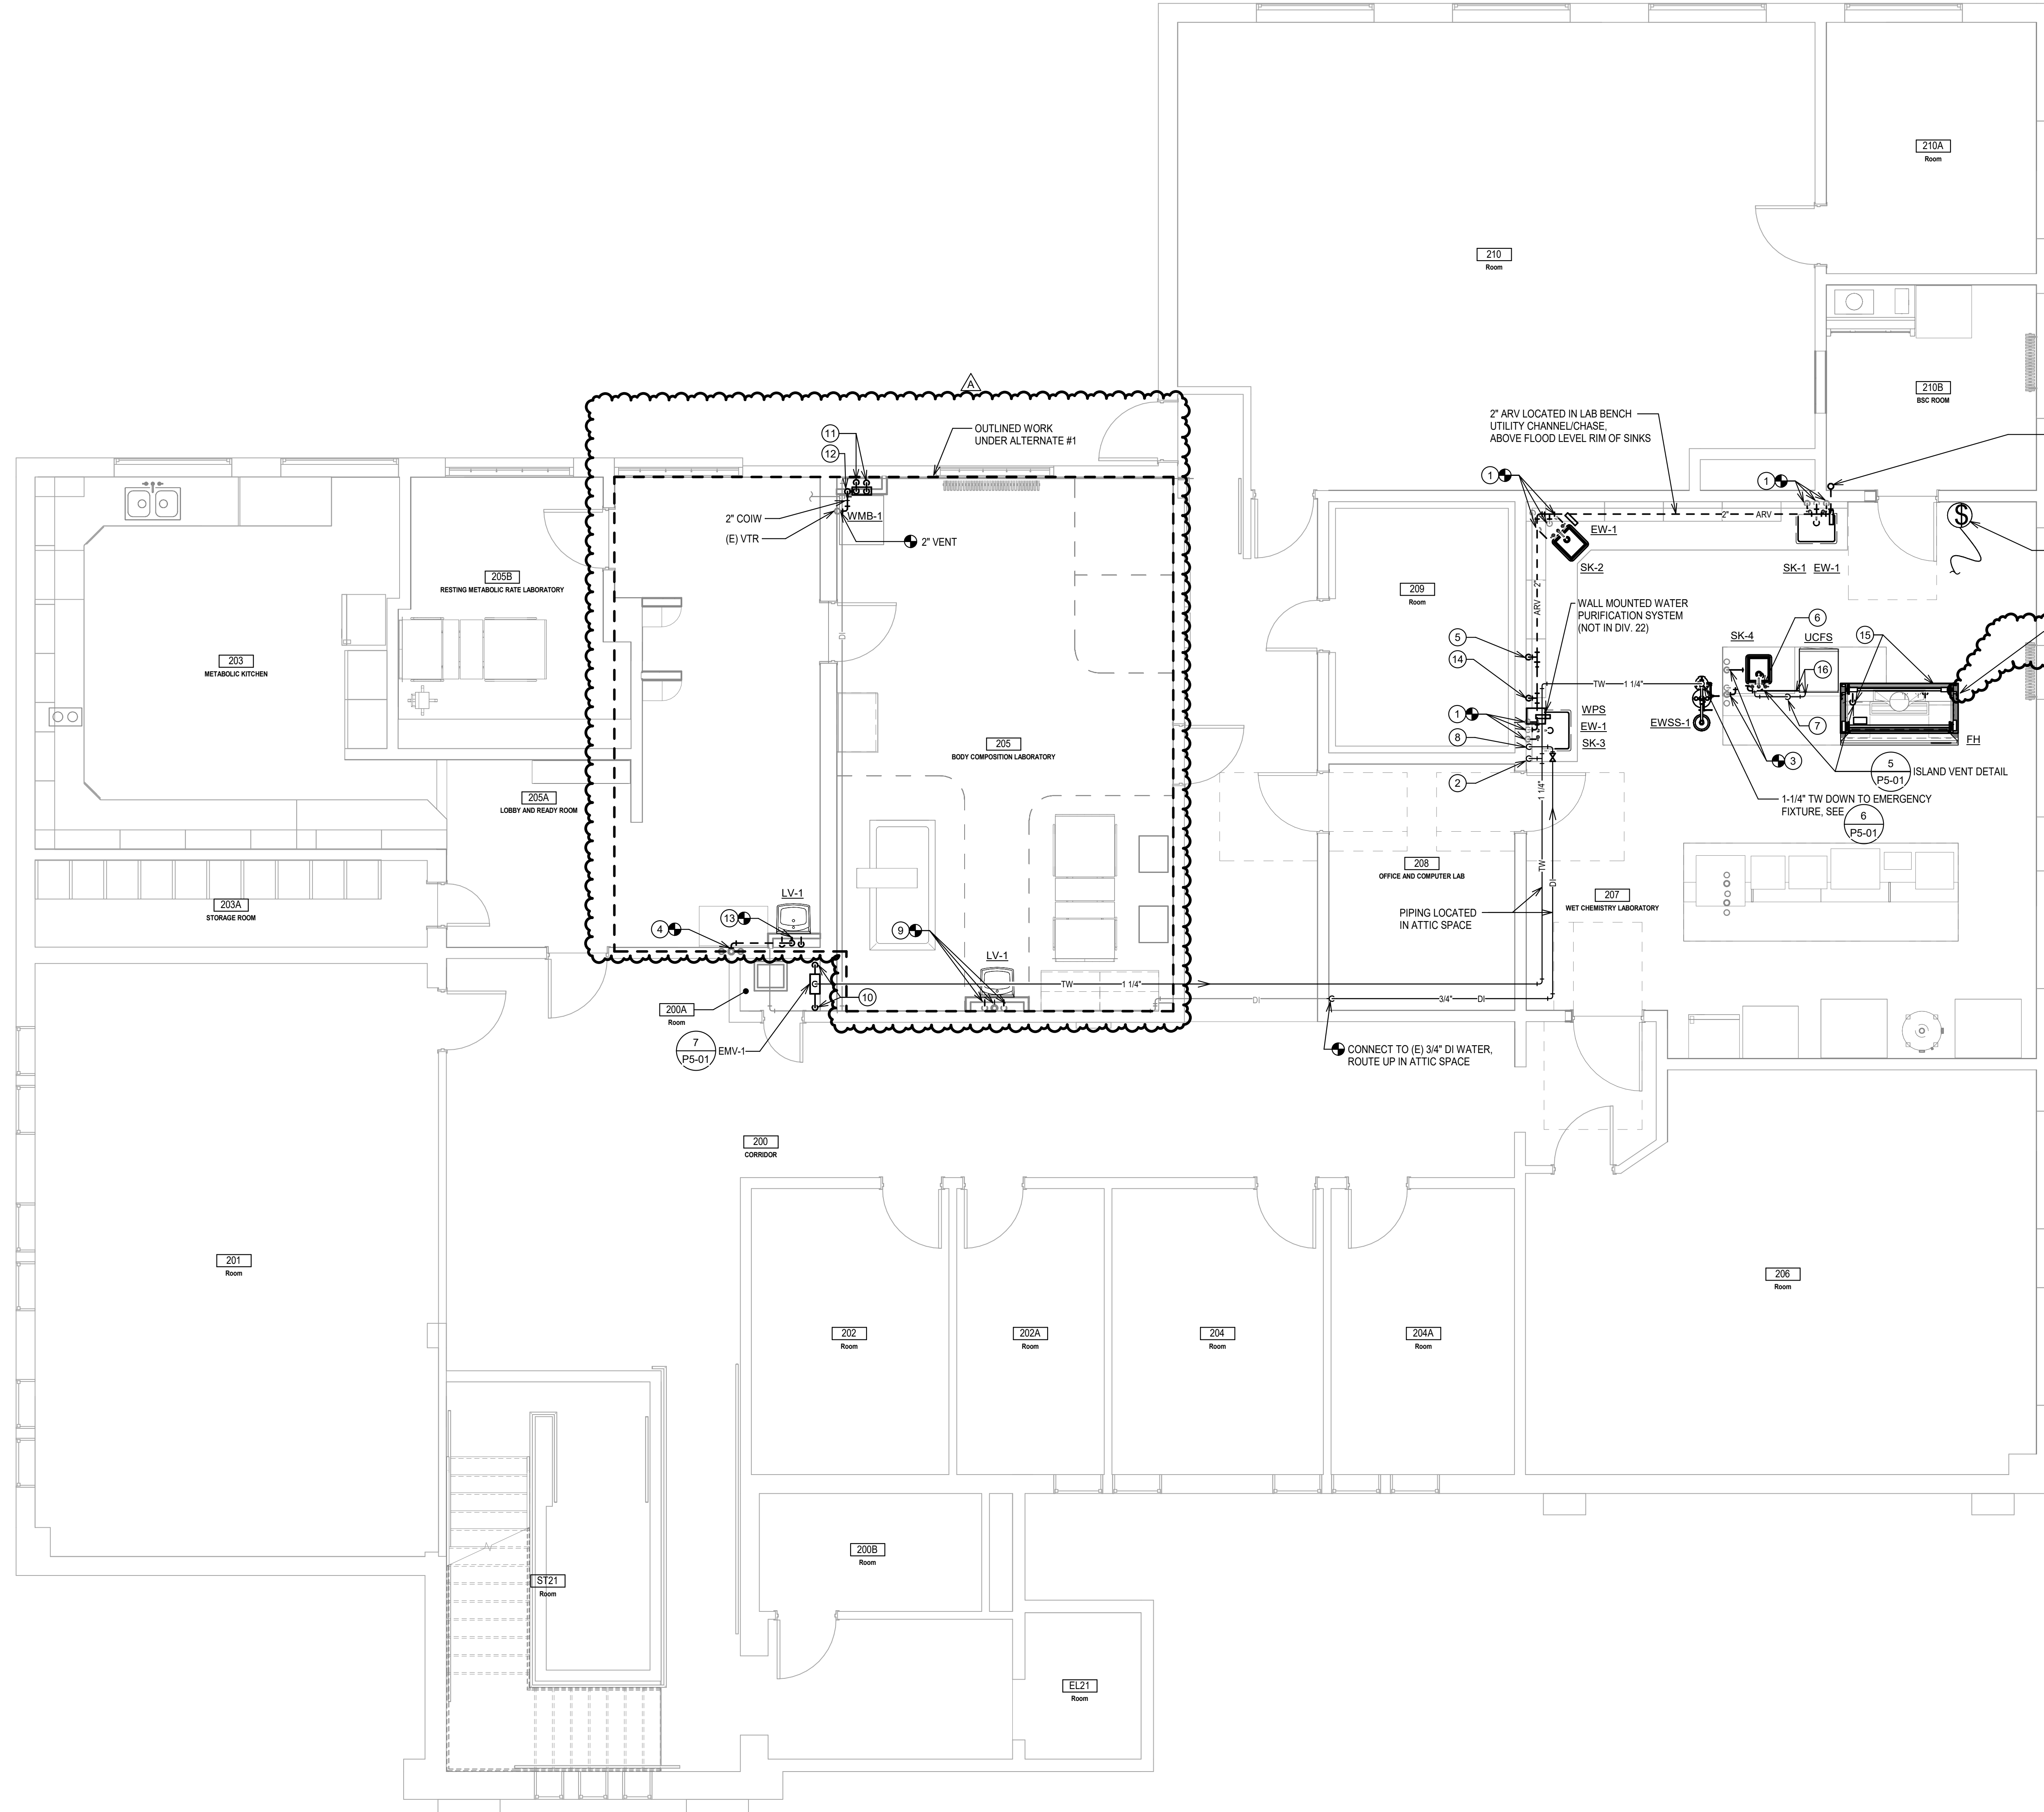 210A
Room
210
Room
210B
BSC ROOM
A
OUTLINED WORK
UNDER ALTERNATE #1
11
12
2" COIW
WMB-1
(E) VTR
2" VENT
2" ARV LOCATED IN LAB BENCH
UTILITY CHANNEL/CHASE,
ABOVE FLOOD LEVEL RIM OF SINKS
1
1
2"
ARV
EW-1
SK-2
SK-1
EW-1
$
ARV
2"
209
Room
WALL MOUNTED WATER
PURIFICATION SYSTEM
(NOT IN DIV. 22)
205B
RESTING METABOLIC RATE LABORATORY
DI
203
METABOLIC KITCHEN
5
14
TW
1 1/4"
SK-4
UCFS
6
15
16
WPS
1
EW-1
8
SK-3
2
EWSS-1
7
3
FH
5
P5-01
ISLAND VENT DETAIL
1-1/4" TW DOWN TO EMERGENCY
FIXTURE, SEE
6
P5-01
205
BODY COMPOSITION LABORATORY
205A
LOBBY AND READY ROOM
1 1/4"
TW
DI
208
OFFICE AND COMPUTER LAB
207
WET CHEMISTRY LABORATORY
203A
STORAGE ROOM
LV-1
4
13
9
LV-1
PIPING LOCATED
IN ATTIC SPACE
TW
1 1/4"
10
DI
3/4"
DI
200A
Room
7
P5-01
EMV-1
CONNECT TO (E) 3/4" DI WATER,
ROUTE UP IN ATTIC SPACE
200
CORRIDOR
201
Room
206
Room
202
Room
202A
Room
204
Room
204A
Room
200B
Room
ST21
Room
EL21
Room